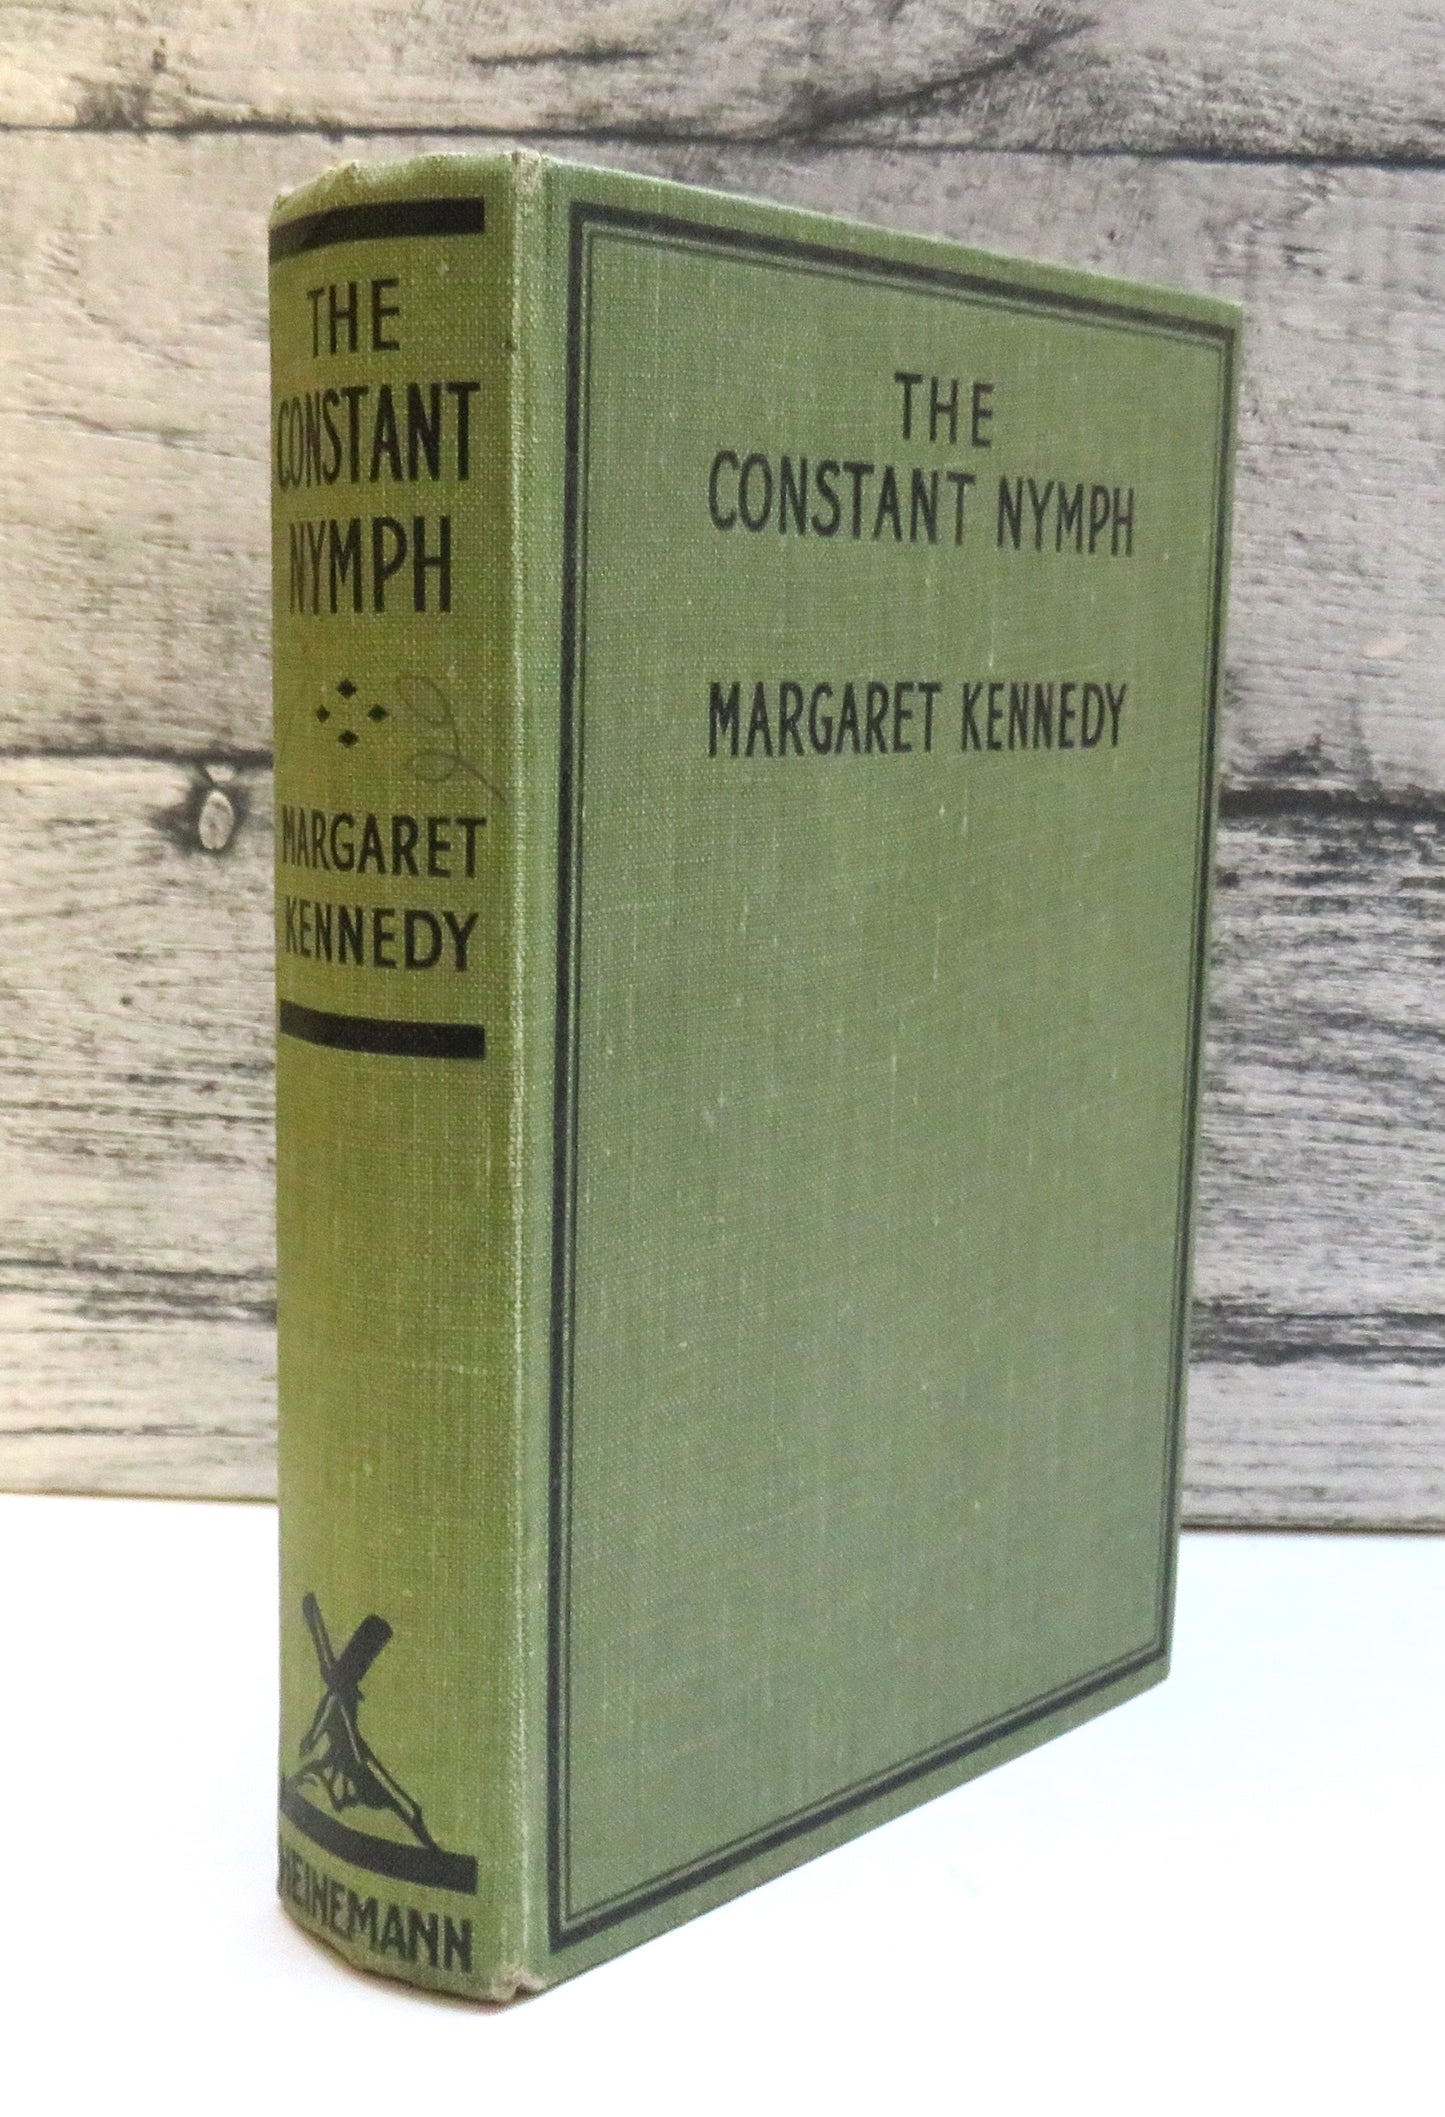 THE
CONSTANT
NYMPH
MARGARET
KENNEDY
HEINEMANN
THE
CONSTANT NYMPH
MARGARET KENNEDY